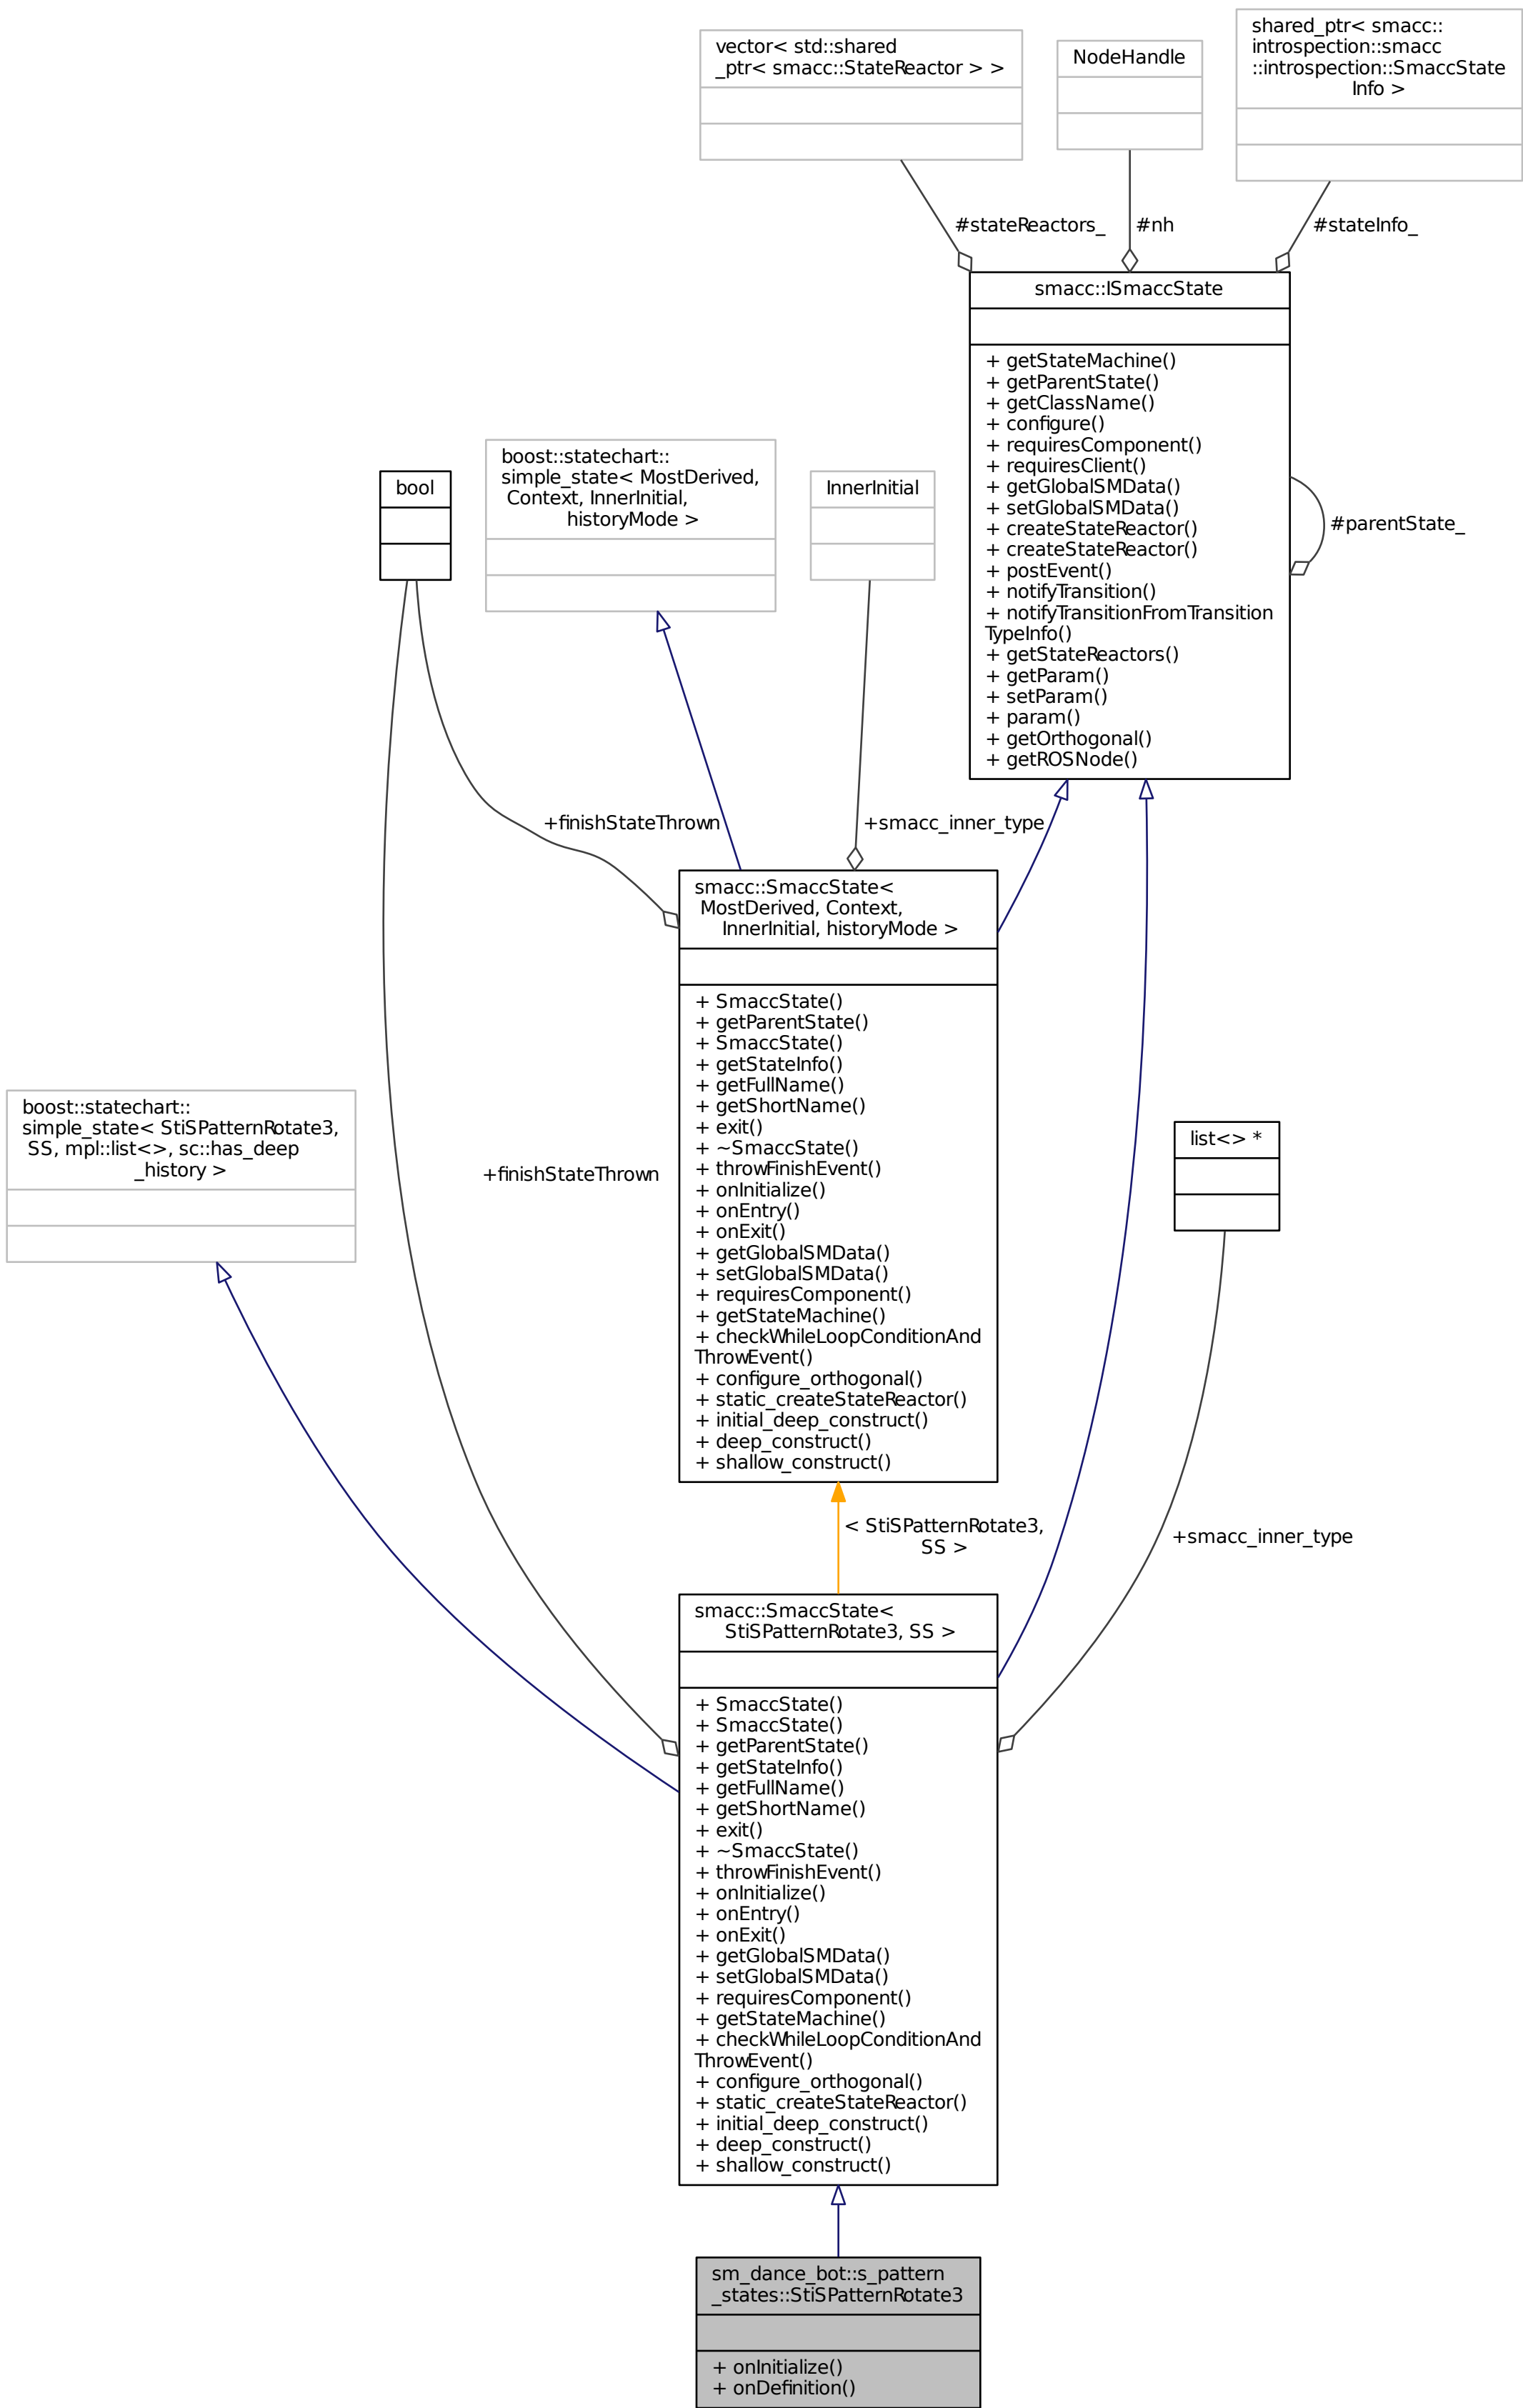 vector< std::shared
_ptr< smacc::StateReactor > >
NodeHandle
shared_ptr< smacc::
introspection::smacc
::introspection::SmaccState
Info >
#stateReactors_
#nh
#stateInfo_
smacc::ISmaccState
+ getStateMachine()
+ getParentState()
+ getClassName()
+ configure()
+ requiresComponent()
+ requiresClient()
+ getGlobalSMData()
+ setGlobalSMData()
+ createStateReactor()
+ createStateReactor()
+ postEvent()
+ notifyTransition()
+ notifyTransitionFromTransition
TypeInfo()
+ getStateReactors()
+ getParam()
+ setParam()
+ param()
+ getOrthogonal()
+ getROSNode()
#parentState_
bool
boost::statechart::
simple_state< MostDerived,
Context, InnerInitial,
historyMode >
InnerInitial
+finishStateThrown
+smacc_inner_type
smacc::SmaccState<
MostDerived, Context,
InnerInitial, historyMode >
+ SmaccState()
+ getParentState()
+ SmaccState()
+ getStateInfo()
+ getFullName()
+ getShortName()
+ exit()
+ ~SmaccState()
+ throwFinishEvent()
+ onInitialize()
+ onEntry()
+ onExit()
+ getGlobalSMData()
+ setGlobalSMData()
+ requiresComponent()
+ getStateMachine()
+ checkWhileLoopConditionAnd
ThrowEvent()
+ configure_orthogonal()
+ static_createStateReactor()
+ initial_deep_construct()
+ deep_construct()
+ shallow_construct()
boost::statechart::
simple_state< StiSPatternRotate3,
SS, mpl::list<>, sc::has_deep
_history >
+finishStateThrown
list<> *
< StiSPatternRotate3,
SS >
+smacc_inner_type
smacc::SmaccState<
StiSPatternRotate3, SS >
+ SmaccState()
+ SmaccState()
+ getParentState()
+ getStateInfo()
+ getFullName()
+ getShortName()
+ exit()
+ ~SmaccState()
+ throwFinishEvent()
+ onInitialize()
+ onEntry()
+ onExit()
+ getGlobalSMData()
+ setGlobalSMData()
+ requiresComponent()
+ getStateMachine()
+ checkWhileLoopConditionAnd
ThrowEvent()
+ configure_orthogonal()
+ static_createStateReactor()
+ initial_deep_construct()
+ deep_construct()
+ shallow_construct()
sm_dance_bot::s_pattern
_states::StiSPatternRotate3
+ onInitialize()
+ onDefinition()